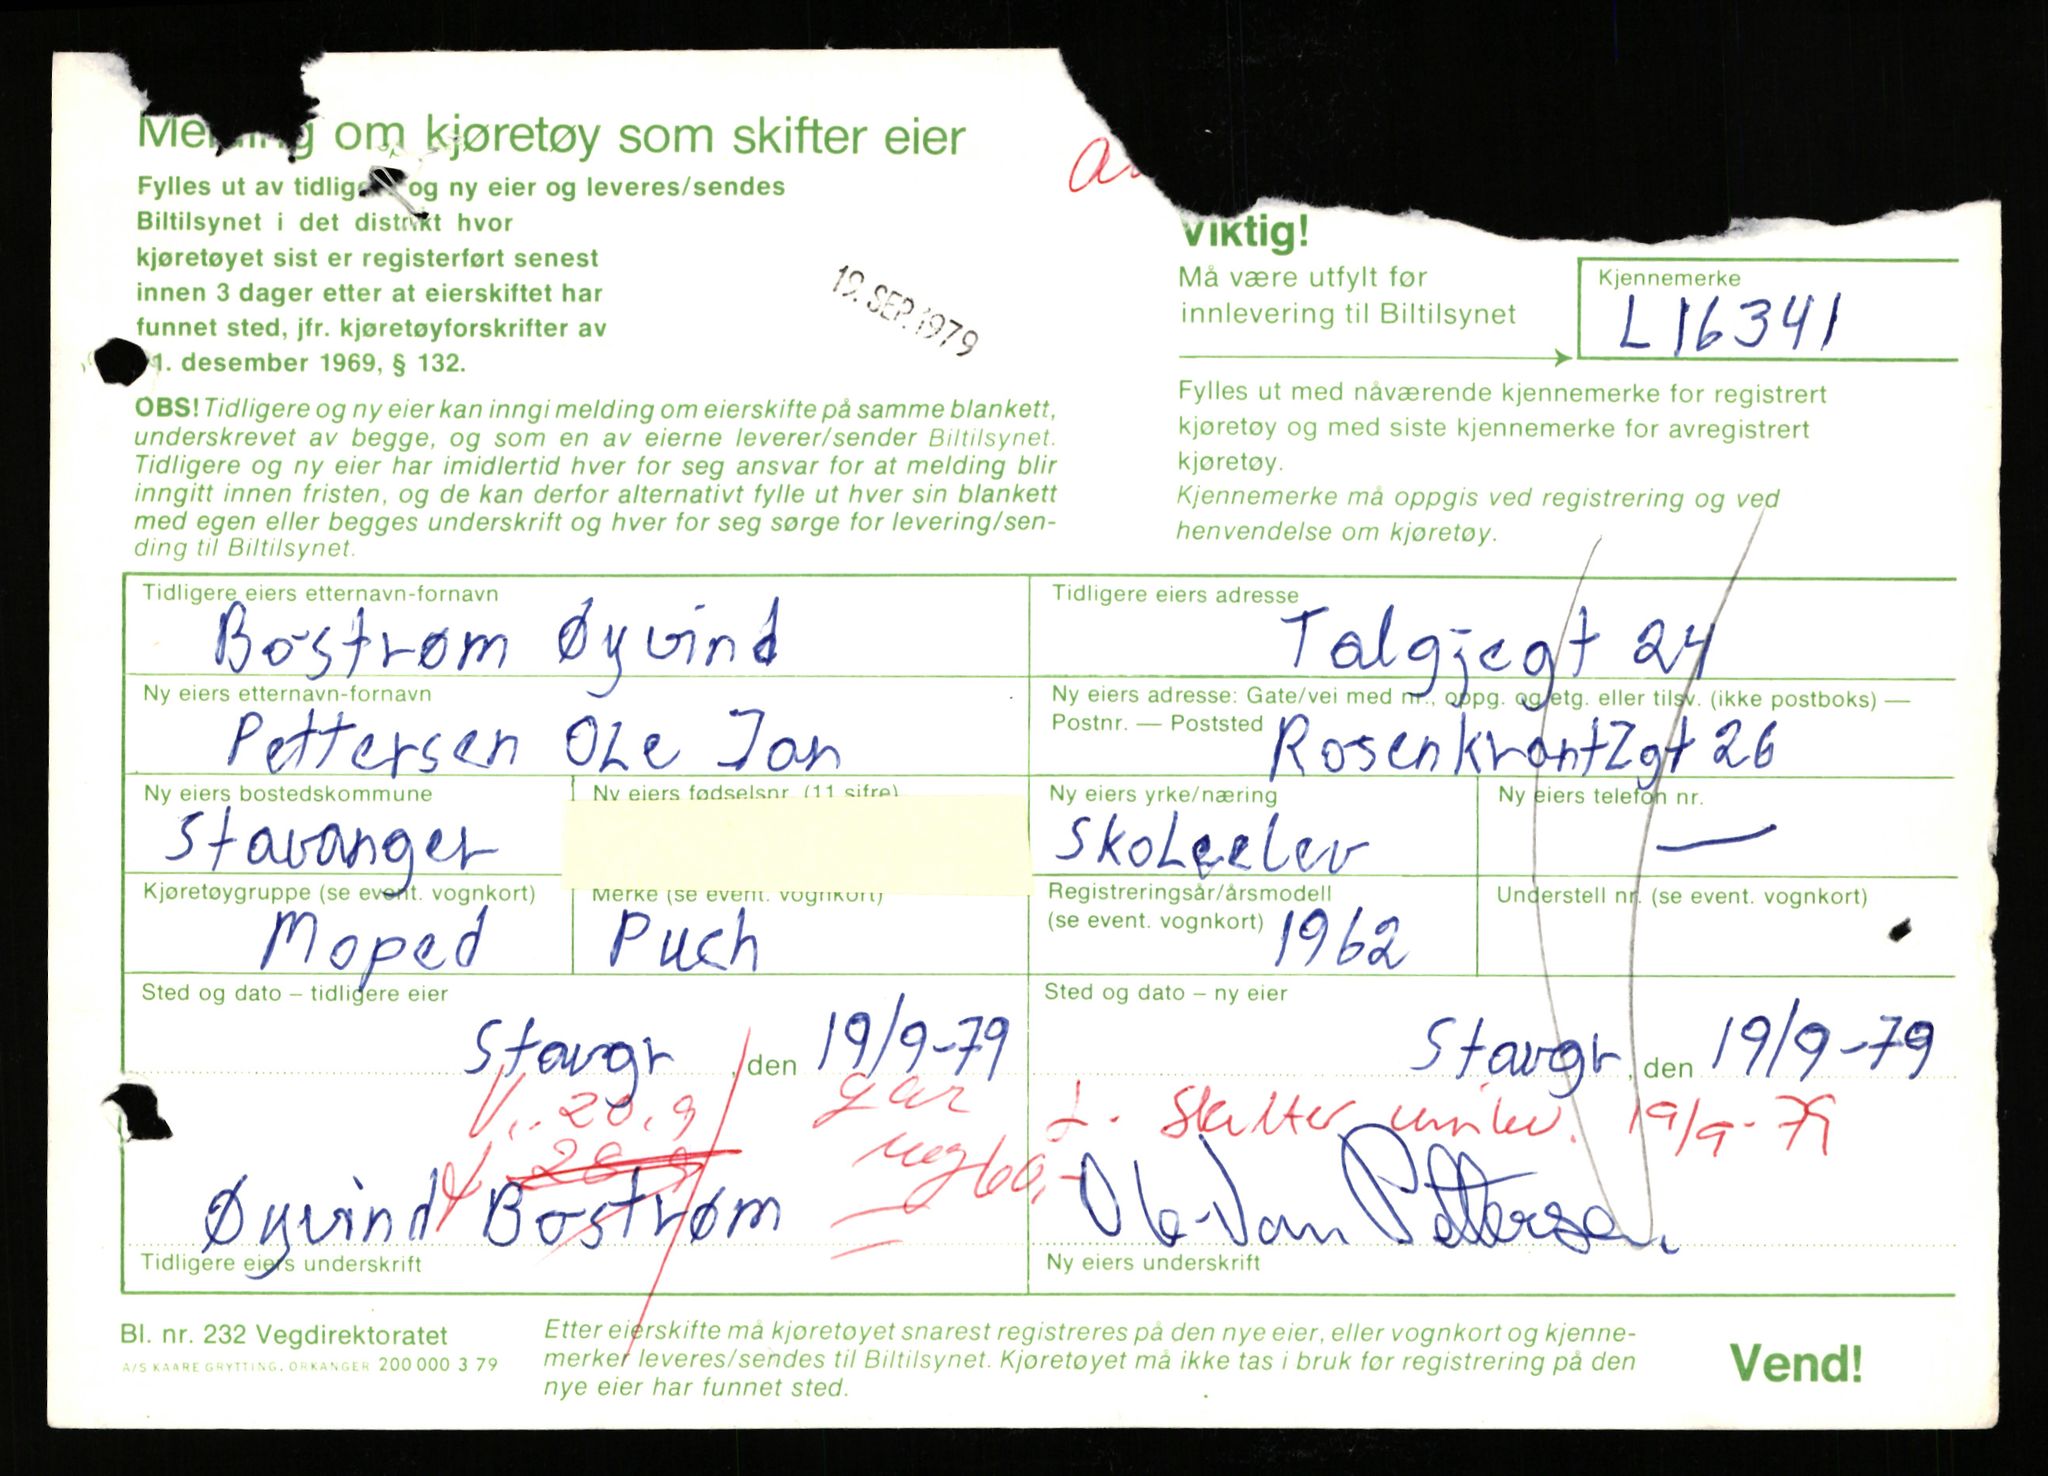 Melding om kjøretøy som skifter eier
Fylles ut av tidlig og ny eier og leveres/sendes
Biltilsynet i det distrikt hvor
kjøretøyet sist er registerført senest
innen 3 dager etter at eierskiftet har
funnet sted, jfr. kjøretøyforskrifter av
1. desember 1969, § 132.
19. SEP. 1979
Viktig!
Må være utfylt før
innlevering til Biltilsynet
Kjennemerke
L 16341
OBS! Tidligere og ny eier kan inngi melding om eierskifte på samme blankett,
underskrevet av begge, og som en av eierne leverer/sender Biltilsynet.
Tidligere og ny eier har imidlertid hver for seg ansvar for at melding blir
inngitt innen fristen, og de kan derfor alternativt fylle ut hver sin blankett
med egen eller begges underskrift og hver for seg sørge for levering/sen-
ding til Biltilsynet.
Fylles ut med nåværende kjennemerke for registrert
kjøretøy og med siste kjennemerke for avregistrert
kjøretøy.
Kjennemerke må oppgis ved registrering og ved
henvendelse om kjøretøy.
Tidligere eiers etternavn-fornavn
Bostrøm Øyvind
Tidligere eiers adresse
Talgjegt 24
Ny eiers etternavn-fornavn
Pettersen Ole Jan
Ny eiers adresse: Gate/vei med nr., oppg. og etg. eller tilsv. (ikke postboks) —
Postnr. — Poststed
Rosenkrantzgt 26
Ny eiers bostedskommune
Stavanger
Ny eiers fødselsnr. (11 sifre)
Ny eiers yrke/næring
Skoleelev
Ny eiers telefon nr.
—
Kjøretøygruppe (se event. vognkort)
Moped
Merke (se event. vognkort)
Puch
Registreringsår/årsmodell
(se event. vognkort)
1962
Understell nr. (se event. vognkort)
Sted og dato – tidligere eier
Stavgr, den 19/9-79
Sted og dato – ny eier
Stavgr, den 19/9-79
20.9
skilter innlev. 19/9-79
60,-
Øyvind Bostrøm
Tidligere eiers underskrift
Ole Jan Pettersen.
Ny eiers underskrift
Bl. nr. 232 Vegdirektoratet
A/S KAARE GRYTTING, ORKANGER 200 000 3 79
Etter eierskifte må kjøretøyet snarest registreres på den nye eier, eller vognkort og kjenne-
merker leveres/sendes til Biltilsynet. Kjøretøyet må ikke tas i bruk før registrering på den
nye eier har funnet sted.
Vend!